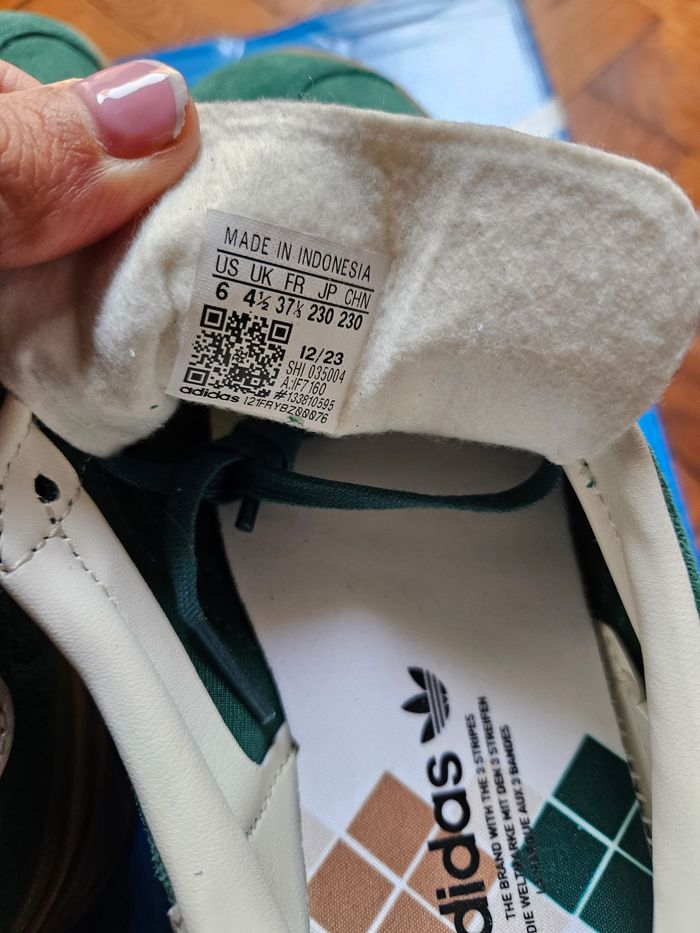 MADE IN INDONESIA
US UK FR JP CHN
6 4½ 37⅓ 230 230
12/23
SHI 035004
A:IF7160
#133810595
adidas I21FRYBZ00076
adidas
THE BRAND WITH THE 3 STRIPES
DIE WELTMARKE MIT DEN 3 STREIFEN
LA MARQUE AUX 3 BANDES